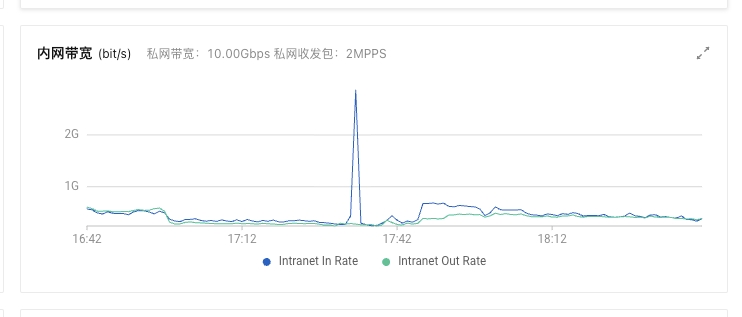 内网带宽 (bit/s) 私网带宽：10.00Gbps 私网收发包：2MPPS
2G
1G
16:42 17:12 17:42 18:12
Intranet In Rate Intranet Out Rate